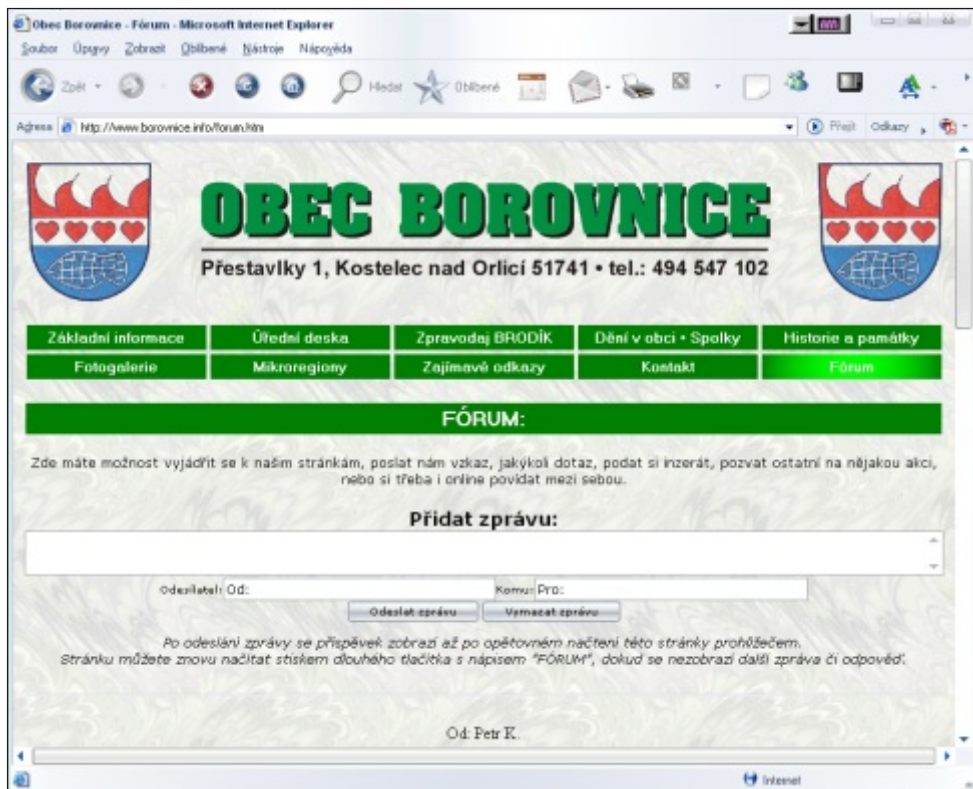 Obec Borovnice - Fórum - Microsoft Internet Explorer
Soubor Úpravy Zobrazit Oblíbené Nástroje Nápověda
Zpět Hledat Oblíbené
Adresa http://www.borovnice.info/forum.htm Přejít Odkazy
OBEC BOROVNICE
Přestavlky 1, Kostelec nad Orlicí 51741 • tel.: 494 547 102
Základní informace Úřední deska Zpravodaj BRODÍK Dění v obci • Spolky Historie a památky
Fotogalerie Mikroregiony Zajímavé odkazy Kontakt Fórum
FÓRUM:
Zde máte možnost vyjádřit se k našim stránkám, poslat nám vzkaz, jakýkoli dotaz, podat si inzerát, pozvat ostatní na nějakou akci,
nebo si třeba i online povídat mezi sebou.
Přidat zprávu:
Odesílatel: Od: Komu: Pro:
Odeslat zprávu Vymazat zprávu
Po odeslání zprávy se příspěvek zobrazí až po opětovném načtení této stránky prohlížečem.
Stránku můžete znovu načítat stiskem dlouhého tlačítka s nápisem "FÓRUM", dokud se nezobrazí další zpráva či odpověď.
Od: Petr K.
Internet